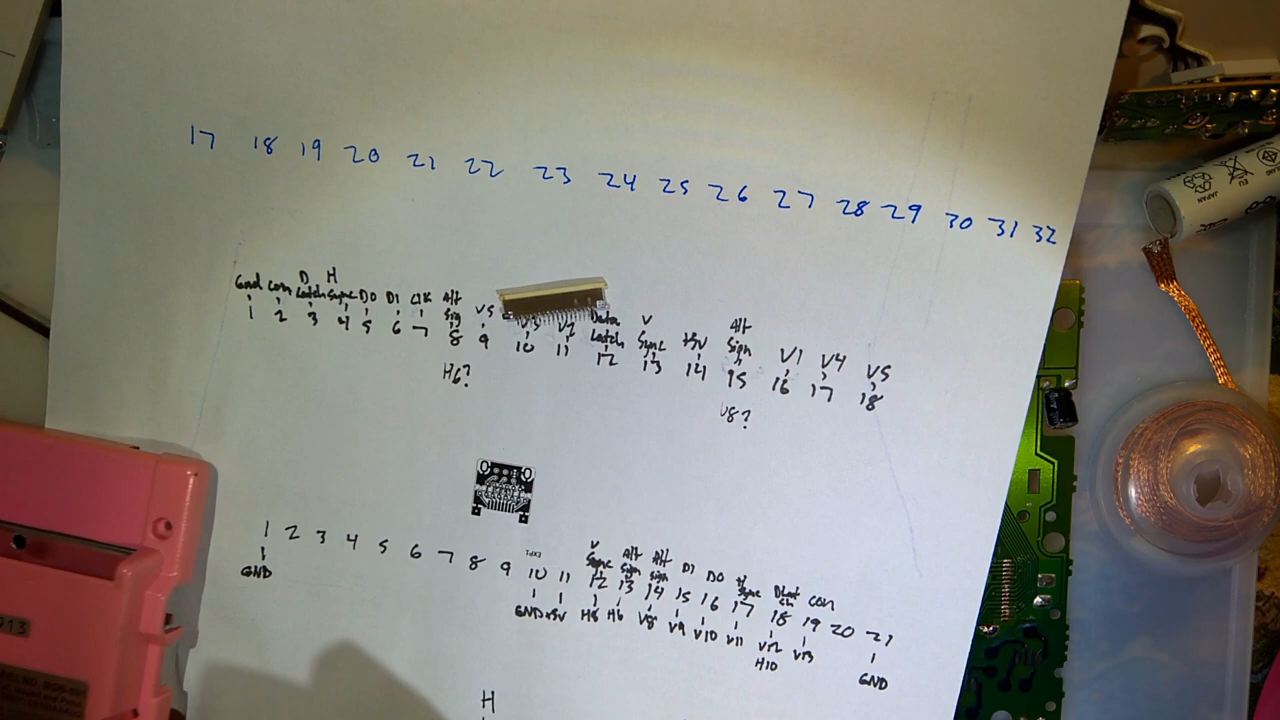 17 18 19 20 21 22 23 24 25 26 27 28 29 30 31 32
JAPAN
EU
D H
Gnd Con Latch Sync D0 D1 Clk Alt Sig V5 V3 V2 Data Latch V Sync +5V Alt Sign V1 V4 V5
1 2 3 4 5 6 7 8 9 10 11 12 13 14 15 16 17 18
H6?
V8?
EXP1
V Sync Alt Sign Alt Sign D1 D0 H Sync con
1 2 3 4 5 6 7 8 9 10 11 12 13 14 15 16 17 18 19 20 21
GND GND +5V H8 H6 V8 V9 V10 V11 V12 V13 GND
H10
H